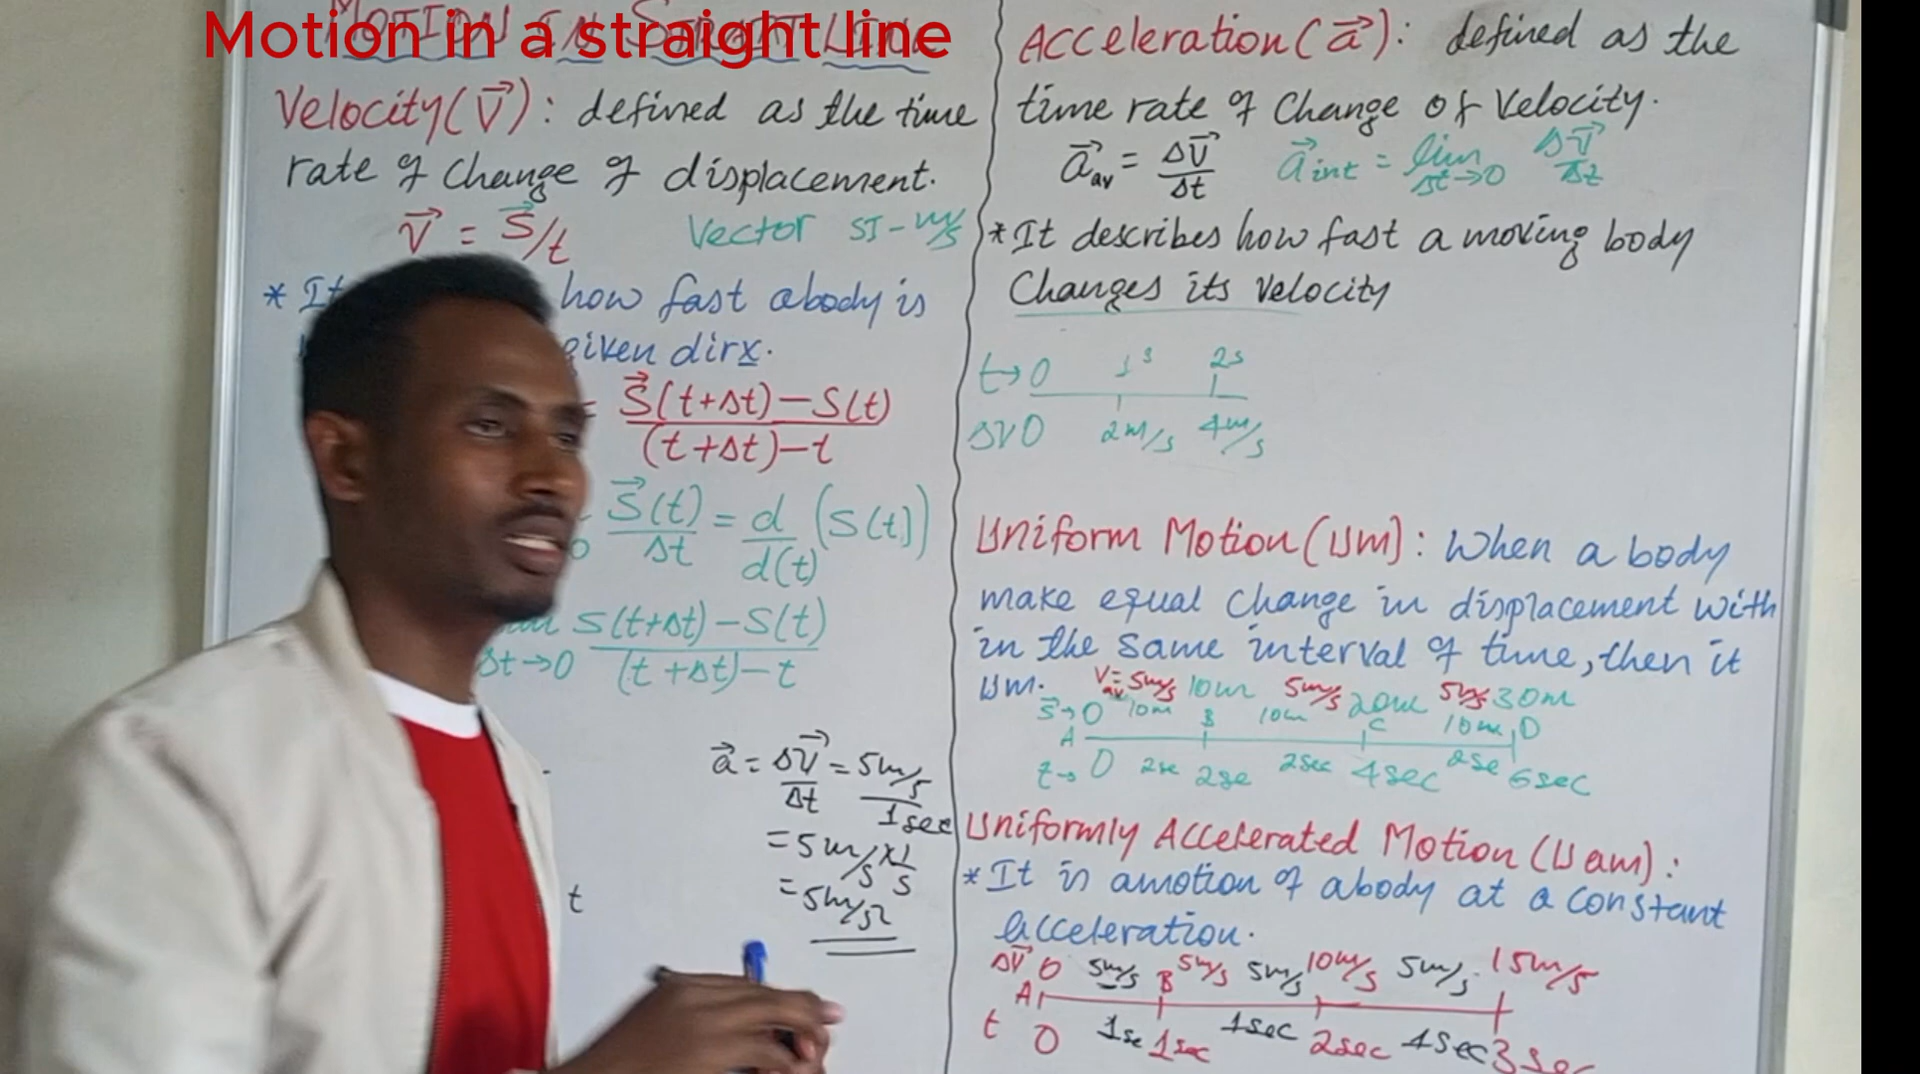 Motion in a straight line
MOTION IN STRAIGHT LINE
Velocity(V⃗): defined as the time
rate of change of displacement.
V⃗ = S⃗/t Vector SI - m/s
* It how fast a body is
given dirx.
= S⃗(t+Δt)-S(t)
(t+Δt)-t
S⃗(t)/Δt = d/d(t) (S(t))
S(t+Δt)-S(t)
Δt→0 (t+Δt)-t
a⃗ = ΔV⃗/Δt = 5m/s
1sec
= 5m/s x 1/s
= 5m/s2
t
Acceleration(a⃗): defined as the
time rate of Change of Velocity.
a⃗av = ΔV⃗/Δt a⃗int = lim Δt→0 ΔV⃗/Δt
* It describes how fast a moving body
Changes its Velocity
t→0 1s 2s
ΔV 0 2m/s 4m/s
Uniform Motion(Um): When a body
make equal change in displacement with
in the same interval of time, then it
Um. Vav=5m/s 10m 5m/s 20m 5m/s 30m
S⃗→0 10m B 10m C 10m D
A
t→ 0 2se 2se 2sec 4sec 2se 6sec
Uniformly Accelerated Motion (Uam):
* It is a motion of a body at a constant
acceleration.
ΔV⃗ 0 5m/s B 5m/s 5m/s 10m/s 5m/s 15m/s
A
t 0 1se 1sec 1sec 2sec 1sec 3sec